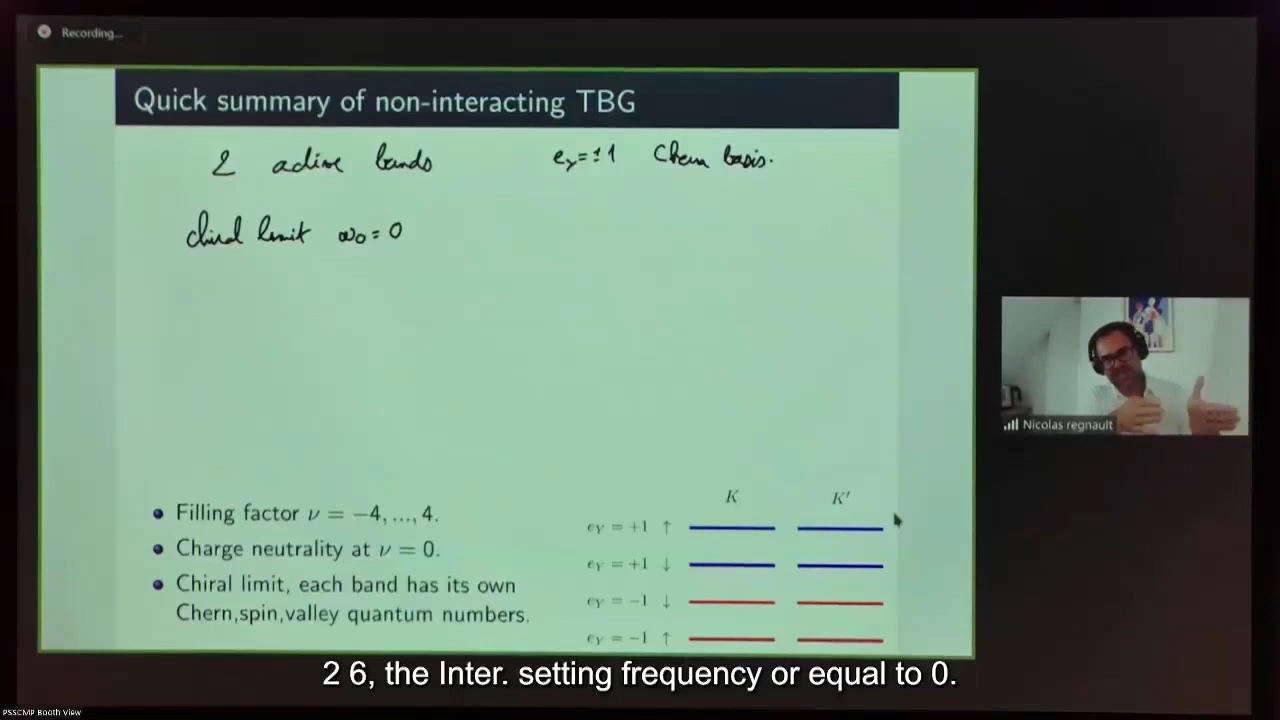 Recording...
Quick summary of non-interacting TBG
2 active bands
e_Y = ±1 Chern basis.
chiral limit w₀ = 0
• Filling factor ν = −4, ..., 4.
• Charge neutrality at ν = 0.
• Chiral limit, each band has its own
Chern,spin,valley quantum numbers.
K K′
e_Y = +1 ↑
e_Y = +1 ↓
e_Y = −1 ↓
e_Y = −1 ↑
Nicolas regnault
2 6, the Inter. setting frequency or equal to 0.
PSSCMP Booth View